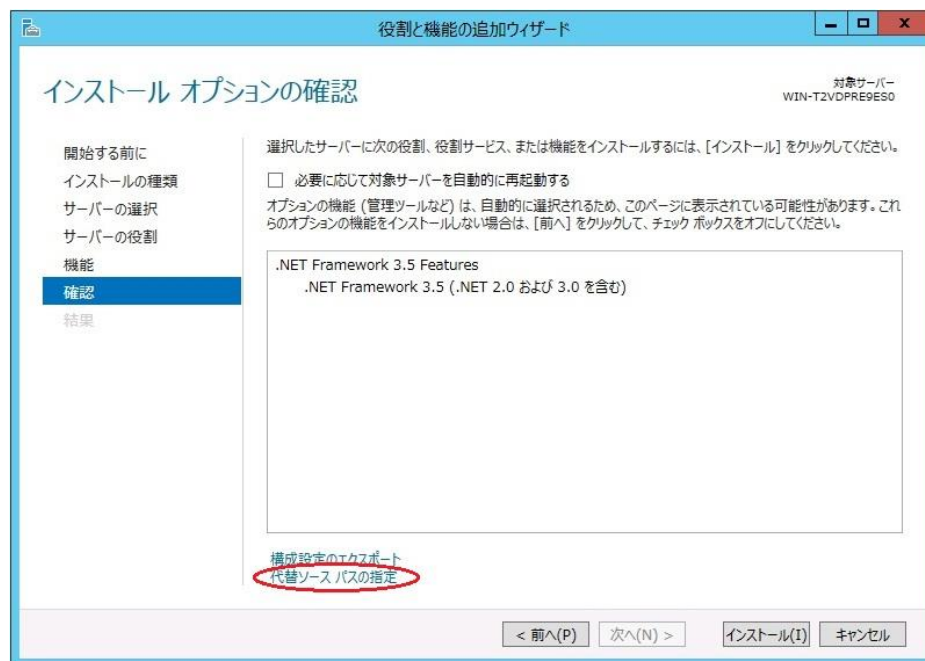 役割と機能の追加ウィザード
インストール オプションの確認
対象サーバー
WIN-T2VDPRE9ES0
開始する前に
インストールの種類
サーバーの選択
サーバーの役割
機能
確認
結果
選択したサーバーに次の役割、役割サービス、または機能をインストールするには、[インストール] をクリックしてください。
必要に応じて対象サーバーを自動的に再起動する
オプションの機能 (管理ツールなど) は、自動的に選択されるため、このページに表示されている可能性があります。これ
らのオプションの機能をインストールしない場合は、[前へ] をクリックして、チェック ボックスをオフにしてください。
.NET Framework 3.5 Features
.NET Framework 3.5 (.NET 2.0 および 3.0 を含む)
構成設定のエクスポート
代替ソース パスの指定
< 前へ(P)
次へ(N) >
インストール(I)
キャンセル